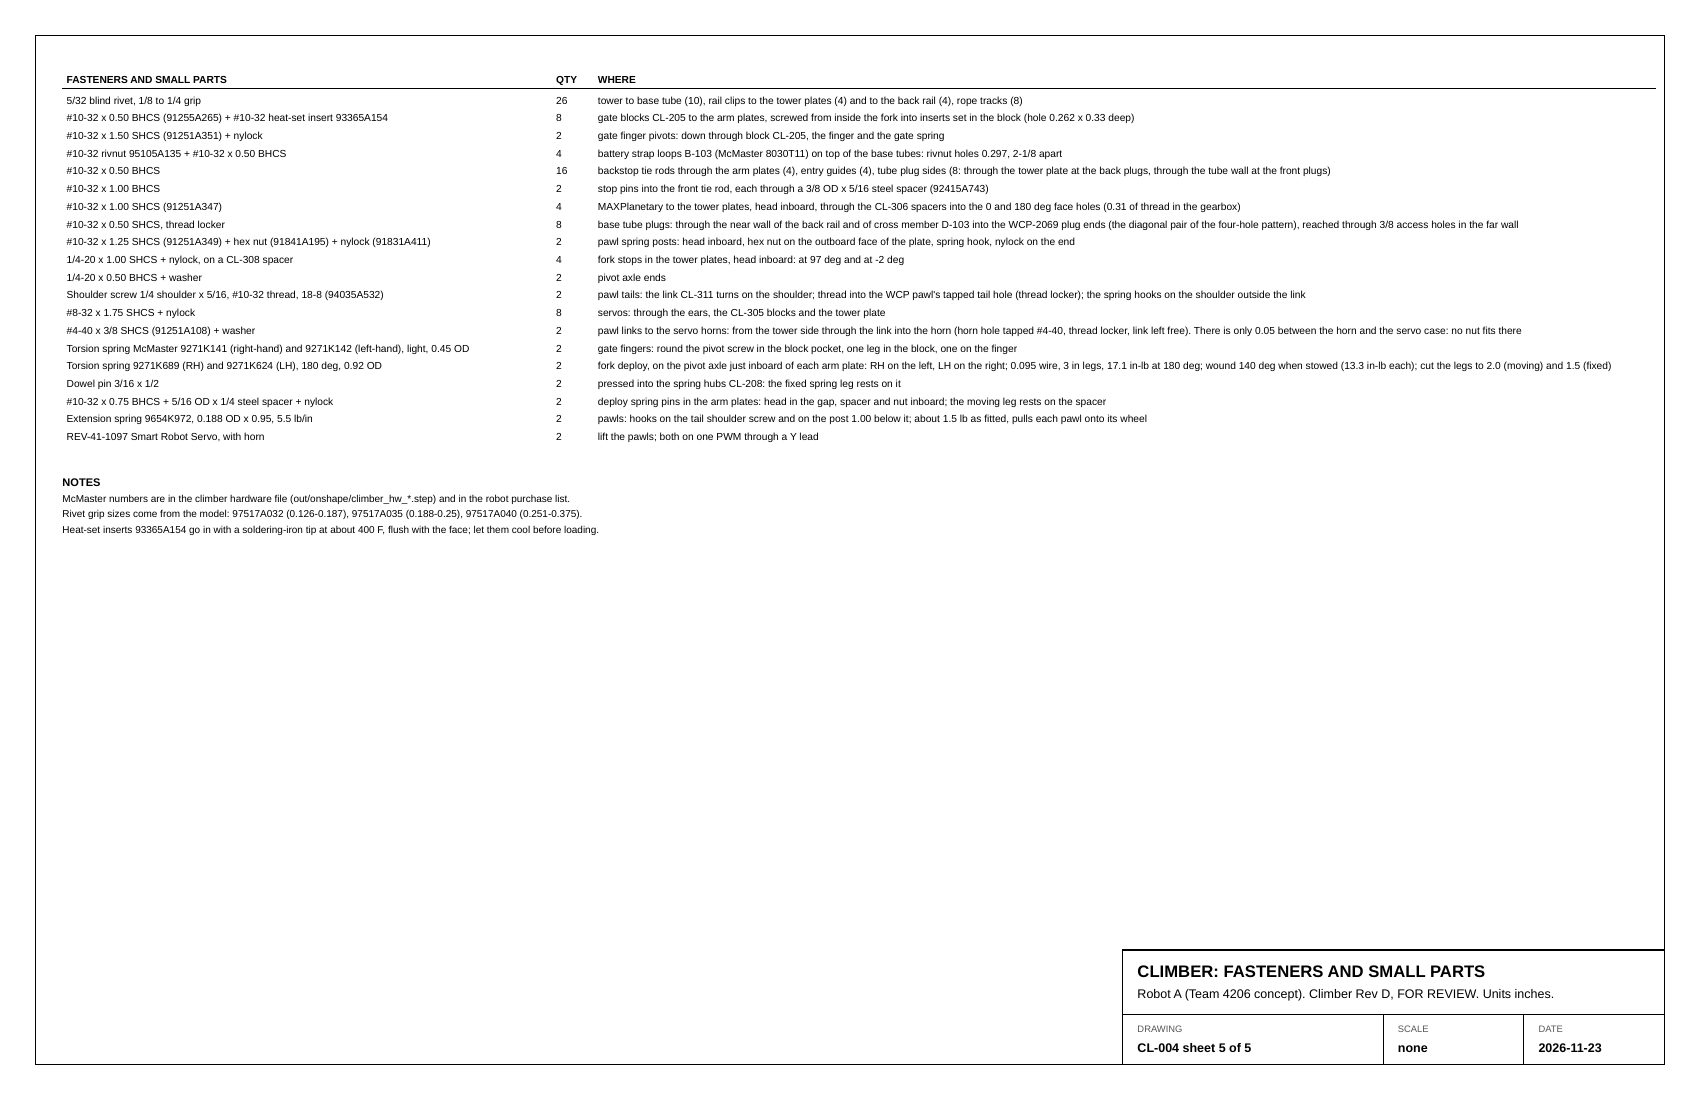 FASTENERS AND SMALL PARTS QTY WHERE
5/32 blind rivet, 1/8 to 1/4 grip 26 tower to base tube (10), rail clips to the tower plates (4) and to the back rail (4), rope tracks (8)
#10-32 x 0.50 BHCS (91255A265) + #10-32 heat-set insert 93365A154 8 gate blocks CL-205 to the arm plates, screwed from inside the fork into inserts set in the block (hole 0.262 x 0.33 deep)
#10-32 x 1.50 SHCS (91251A351) + nylock 2 gate finger pivots: down through block CL-205, the finger and the gate spring
#10-32 rivnut 95105A135 + #10-32 x 0.50 BHCS 4 battery strap loops B-103 (McMaster 8030T11) on top of the base tubes: rivnut holes 0.297, 2-1/8 apart
#10-32 x 0.50 BHCS 16 backstop tie rods through the arm plates (4), entry guides (4), tube plug sides (8: through the tower plate at the back plugs, through the tube wall at the front plugs)
#10-32 x 1.00 BHCS 2 stop pins into the front tie rod, each through a 3/8 OD x 5/16 steel spacer (92415A743)
#10-32 x 1.00 SHCS (91251A347) 4 MAXPlanetary to the tower plates, head inboard, through the CL-306 spacers into the 0 and 180 deg face holes (0.31 of thread in the gearbox)
#10-32 x 0.50 SHCS, thread locker 8 base tube plugs: through the near wall of the back rail and of cross member D-103 into the WCP-2069 plug ends (the diagonal pair of the four-hole pattern), reached through 3/8 access holes in the far wall
#10-32 x 1.25 SHCS (91251A349) + hex nut (91841A195) + nylock (91831A411) 2 pawl spring posts: head inboard, hex nut on the outboard face of the plate, spring hook, nylock on the end
1/4-20 x 1.00 SHCS + nylock, on a CL-308 spacer 4 fork stops in the tower plates, head inboard: at 97 deg and at -2 deg
1/4-20 x 0.50 BHCS + washer 2 pivot axle ends
Shoulder screw 1/4 shoulder x 5/16, #10-32 thread, 18-8 (94035A532) 2 pawl tails: the link CL-311 turns on the shoulder; thread into the WCP pawl's tapped tail hole (thread locker); the spring hooks on the shoulder outside the link
#8-32 x 1.75 SHCS + nylock 8 servos: through the ears, the CL-305 blocks and the tower plate
#4-40 x 3/8 SHCS (91251A108) + washer 2 pawl links to the servo horns: from the tower side through the link into the horn (horn hole tapped #4-40, thread locker, link left free). There is only 0.05 between the horn and the servo case: no nut fits there
Torsion spring McMaster 9271K141 (right-hand) and 9271K142 (left-hand), light, 0.45 OD 2 gate fingers: round the pivot screw in the block pocket, one leg in the block, one on the finger
Torsion spring 9271K689 (RH) and 9271K624 (LH), 180 deg, 0.92 OD 2 fork deploy, on the pivot axle just inboard of each arm plate: RH on the left, LH on the right; 0.095 wire, 3 in legs, 17.1 in-lb at 180 deg; wound 140 deg when stowed (13.3 in-lb each); cut the legs to 2.0 (moving) and 1.5 (fixed)
Dowel pin 3/16 x 1/2 2 pressed into the spring hubs CL-208: the fixed spring leg rests on it
#10-32 x 0.75 BHCS + 5/16 OD x 1/4 steel spacer + nylock 2 deploy spring pins in the arm plates: head in the gap, spacer and nut inboard; the moving leg rests on the spacer
Extension spring 9654K972, 0.188 OD x 0.95, 5.5 lb/in 2 pawls: hooks on the tail shoulder screw and on the post 1.00 below it; about 1.5 lb as fitted, pulls each pawl onto its wheel
REV-41-1097 Smart Robot Servo, with horn 2 lift the pawls; both on one PWM through a Y lead
NOTES
McMaster numbers are in the climber hardware file (out/onshape/climber_hw_*.step) and in the robot purchase list.
Rivet grip sizes come from the model: 97517A032 (0.126-0.187), 97517A035 (0.188-0.25), 97517A040 (0.251-0.375).
Heat-set inserts 93365A154 go in with a soldering-iron tip at about 400 F, flush with the face; let them cool before loading.
CLIMBER: FASTENERS AND SMALL PARTS
Robot A (Team 4206 concept). Climber Rev D, FOR REVIEW. Units inches.
DRAWING SCALE DATE
CL-004 sheet 5 of 5 none 2026-11-23